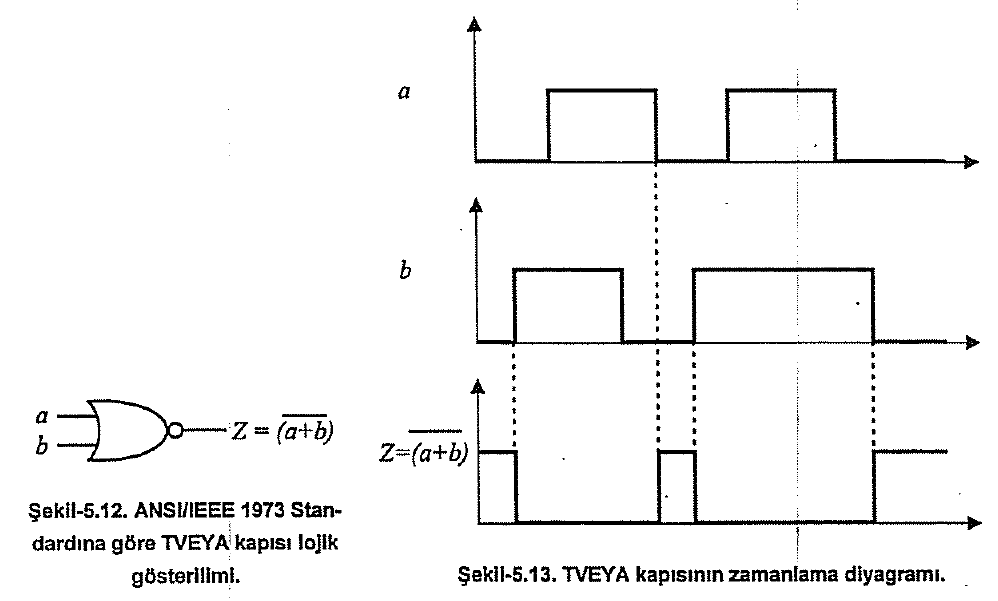 a
b
a
b
Z = (a+b)
Z=(a+b)
Şekil-5.12. ANSI/IEEE 1973 Stan-
dardına göre TVEYA kapısı lojik
gösterilimi.
Şekil-5.13. TVEYA kapısının zamanlama diyagramı.